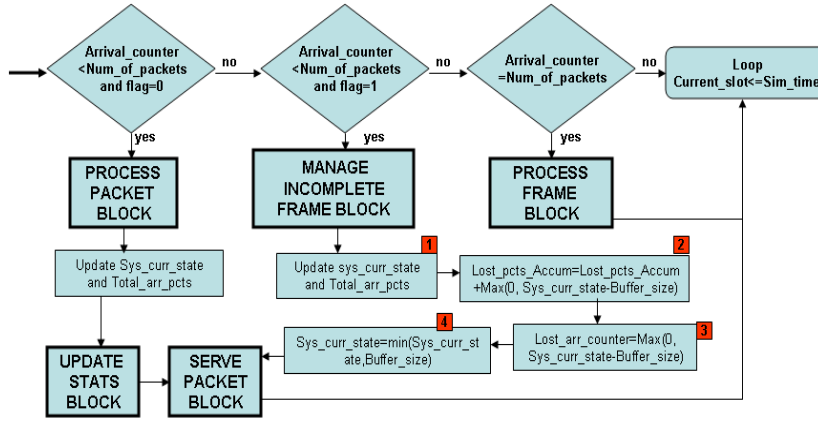 Arrival_counter
<Num_of_packets
and flag=0
no
Arrival_counter
<Num_of_packets
and flag=1
no
Arrival_counter
=Num_of_packets
no
Loop
Current_slot<=Sim_time
yes
yes
yes
PROCESS
PACKET
BLOCK
MANAGE
INCOMPLETE
FRAME BLOCK
PROCESS
FRAME
BLOCK
Update Sys_curr_state
and Total_arr_pcts
1
Update sys_curr_state
and Total_arr_pcts
2
Lost_pcts_Accum=Lost_pcts_Accum
+Max(0, Sys_curr_state-Buffer_size)
3
Lost_arr_counter=Max(0,
Sys_curr_state-Buffer_size)
4
Sys_curr_state=min(Sys_curr_st
ate,Buffer_size)
UPDATE
STATS
BLOCK
SERVE
PACKET
BLOCK